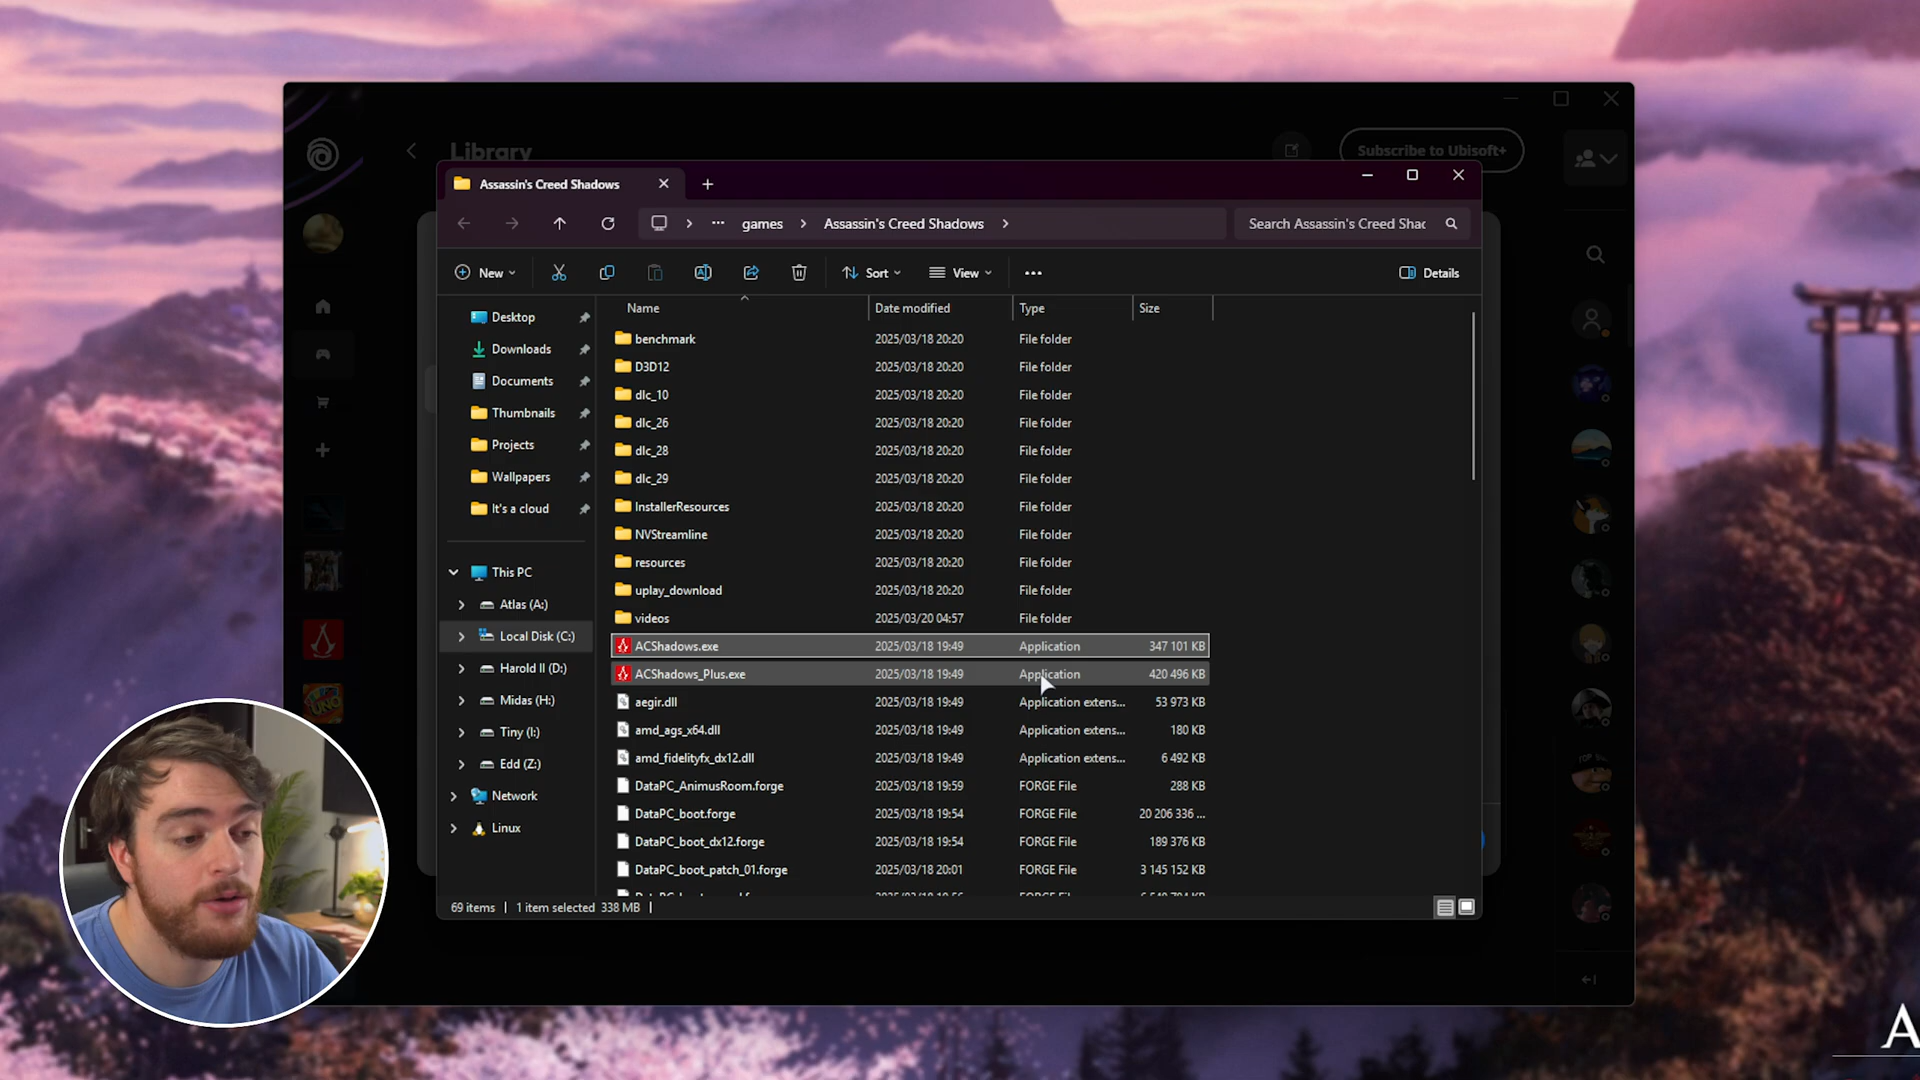 Library
Subscribe to Ubisoft+
Assassin's Creed Shadows
games
Assassin's Creed Shadows
Search Assassin's Creed Shac
New
Sort
View
Details
Name
Date modified
Type
Size
Desktop
Downloads
Documents
Thumbnails
Projects
Wallpapers
It's a cloud
This PC
Atlas (A:)
Local Disk (C:)
Harold II (D:)
Midas (H:)
Tiny (I:)
Edd (Z:)
Network
Linux
benchmark 2025/03/18 20:20 File folder
D3D12 2025/03/18 20:20 File folder
dlc_10 2025/03/18 20:20 File folder
dlc_26 2025/03/18 20:20 File folder
dlc_28 2025/03/18 20:20 File folder
dlc_29 2025/03/18 20:20 File folder
InstallerResources 2025/03/18 20:20 File folder
NVStreamline 2025/03/18 20:20 File folder
resources 2025/03/18 20:20 File folder
uplay_download 2025/03/18 20:20 File folder
videos 2025/03/20 04:57 File folder
ACShadows.exe 2025/03/18 19:49 Application 347 101 KB
ACShadows_Plus.exe 2025/03/18 19:49 Application 420 496 KB
aegir.dll 2025/03/18 19:49 Application extens... 53 973 KB
amd_ags_x64.dll 2025/03/18 19:49 Application extens... 180 KB
amd_fidelityfx_dx12.dll 2025/03/18 19:49 Application extens... 6 492 KB
DataPC_AnimusRoom.forge 2025/03/18 19:59 FORGE File 288 KB
DataPC_boot.forge 2025/03/18 19:54 FORGE File 20 206 336 ...
DataPC_boot_dx12.forge 2025/03/18 19:54 FORGE File 189 376 KB
DataPC_boot_patch_01.forge 2025/03/18 20:01 FORGE File 3 145 152 KB
69 items
1 item selected 338 MB
UNO
A